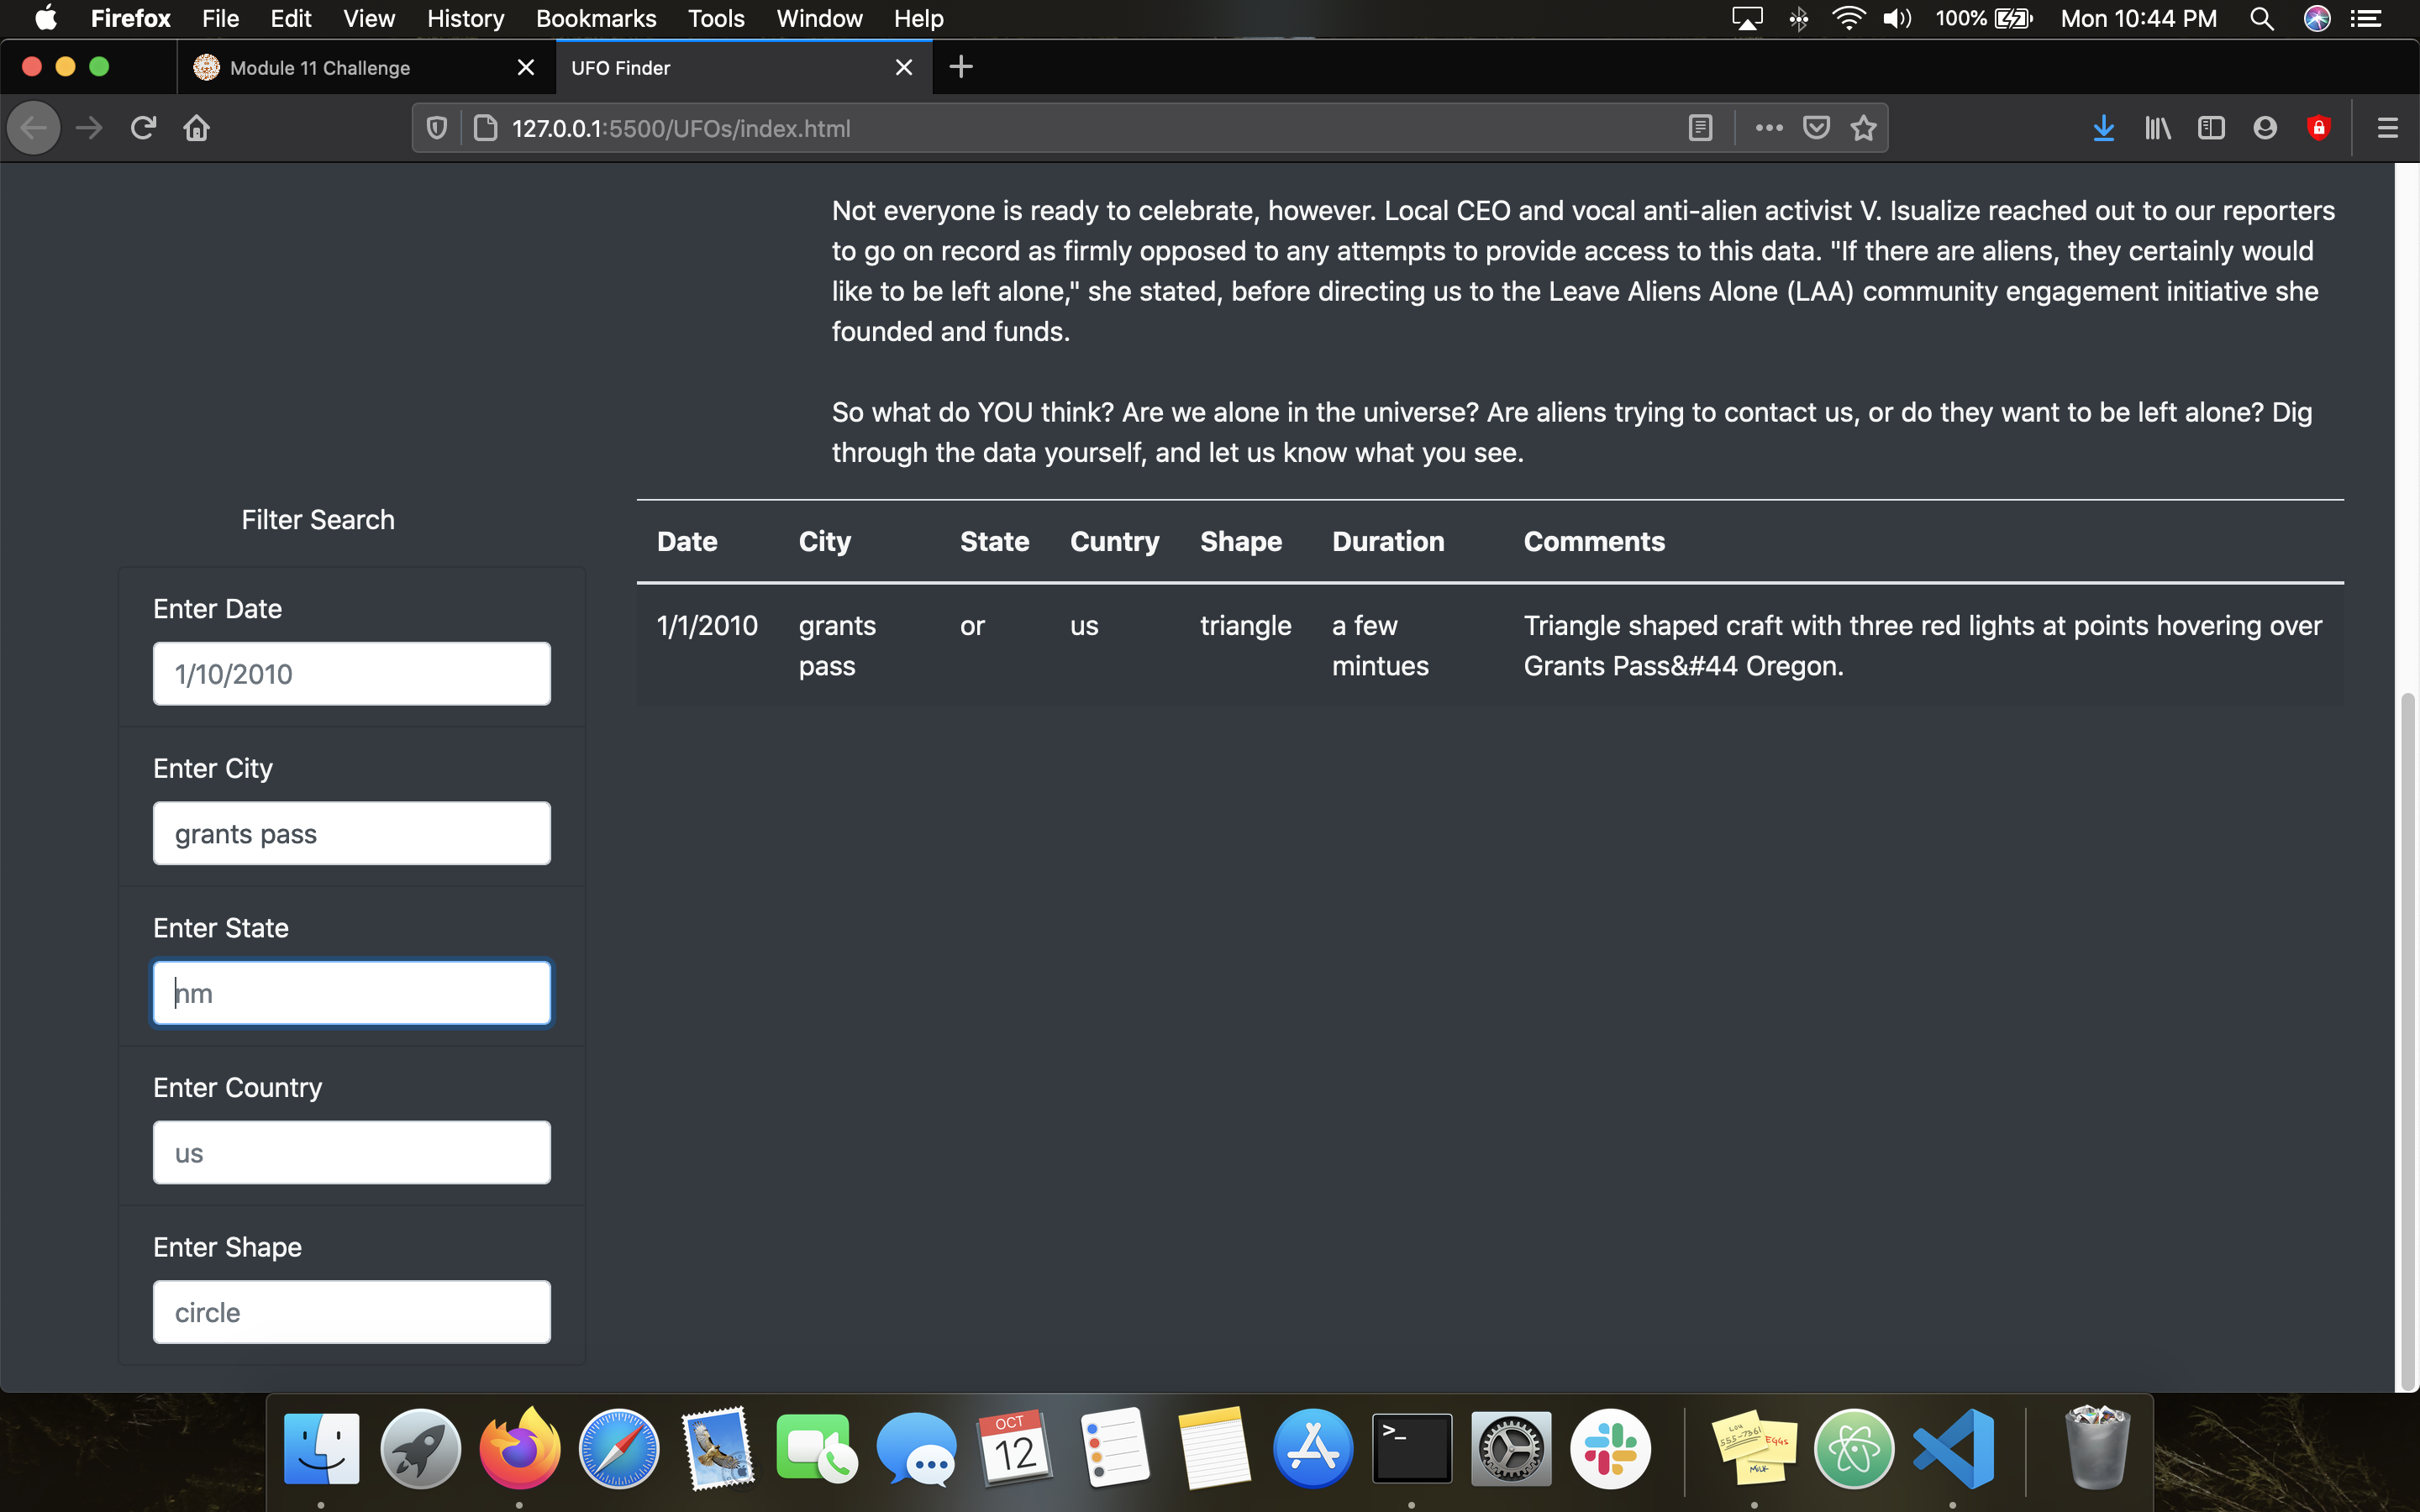 Firefox File Edit View History Bookmarks Tools Window Help 100% Mon 10:44 PM
Module 11 Challenge UFO Finder
127.0.0.1:5500/UFOs/index.html
Not everyone is ready to celebrate, however. Local CEO and vocal anti-alien activist V. Isualize reached out to our reporters
to go on record as firmly opposed to any attempts to provide access to this data. "If there are aliens, they certainly would
like to be left alone," she stated, before directing us to the Leave Aliens Alone (LAA) community engagement initiative she
founded and funds.
So what do YOU think? Are we alone in the universe? Are aliens trying to contact us, or do they want to be left alone? Dig
through the data yourself, and let us know what you see.
Filter Search
Enter Date
1/10/2010
Enter City
grants pass
Enter State
nm
Enter Country
us
Enter Shape
circle
Date City State Cuntry Shape Duration Comments
1/1/2010 grants or us triangle a few Triangle shaped craft with three red lights at points hovering over
pass mintues Grants Pass&#44 Oregon.
OCT
12
>_
555-7361
EGGS
MILK